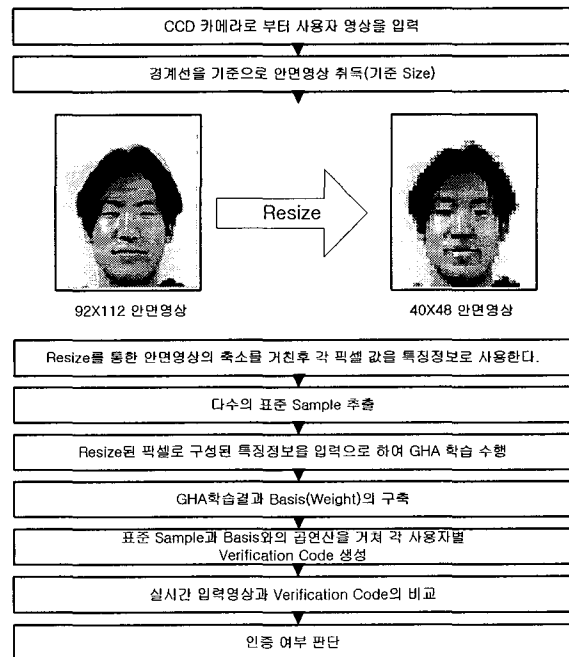 CCD 카메라로 부터 사용자 영상을 입력
경계선을 기준으로 안면영상 취득(기준 Size)
Resize
92X112 안면영상
40X48 안면영상
Resize를 통한 안면영상의 축소를 거친후 각 픽셀 값을 특징정보로 사용한다.
다수의 표준 Sample 추출
Resize된 픽셀로 구성된 특징정보을 입력으로 하여 GHA 학습 수행
GHA학습결과 Basis(Weight)의 구축
표준 Sample과 Basis와의 곱연산을 거쳐 각 사용자별
Verification Code 생성
실시간 입력영상과 Verification Code의 비교
인증 여부 판단